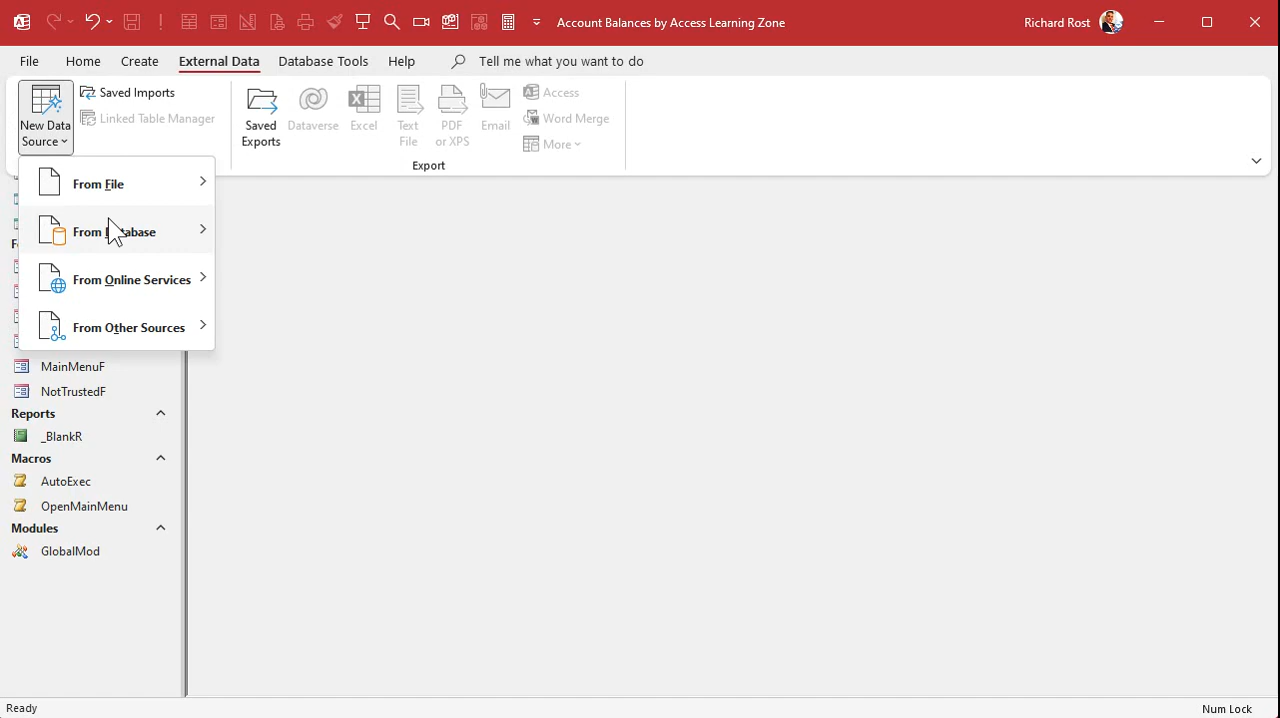 Account Balances by Access Learning Zone
Richard Rost
File
Home
Create
External Data
Database Tools
Help
Tell me what you want to do
New Data
Source
Saved Imports
Linked Table Manager
Saved
Exports
Dataverse
Excel
Text
File
PDF
or XPS
Email
Access
Word Merge
More
Export
From File
From Database
From Online Services
From Other Sources
MainMenuF
NotTrustedF
Reports
_BlankR
Macros
AutoExec
OpenMainMenu
Modules
GlobalMod
Ready
Num Lock